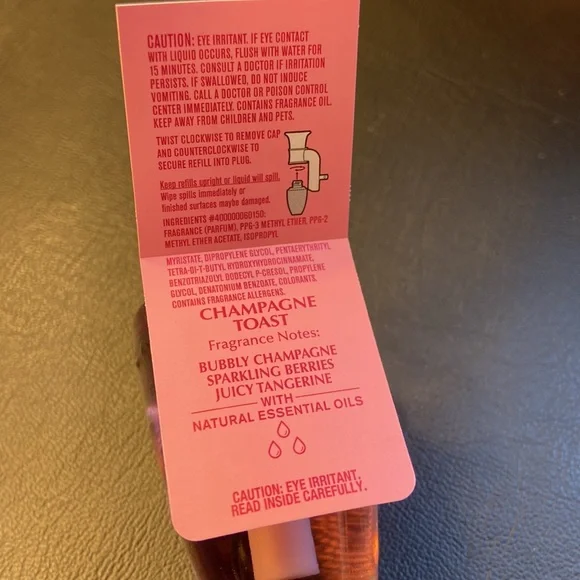 CAUTION: EYE IRRITANT. IF EYE CONTACT
WITH LIQUID OCCURS, FLUSH WITH WATER FOR
15 MINUTES. CONSULT A DOCTOR IF IRRITATION
PERSISTS. IF SWALLOWED, DO NOT INDUCE
VOMITING. CALL A DOCTOR OR POISON CONTROL
CENTER IMMEDIATELY. CONTAINS FRAGRANCE OIL.
KEEP AWAY FROM CHILDREN AND PETS.
TWIST CLOCKWISE TO REMOVE CAP
AND COUNTERCLOCKWISE TO
SECURE REFILL INTO PLUG.
Keep refills upright or liquid will spill.
Wipe spills immediately or
finished surfaces maybe damaged.
INGREDIENTS #400000060150:
FRAGRANCE (PARFUM), PPG-3 METHYL ETHER, PPG-2
METHYL ETHER ACETATE, ISOPROPYL
MYRISTATE, DIPROPYLENE GLYCOL, PENTAERYTHRITYL
TETRA-DI-T-BUTYL HYDROXYHYDROCINNAMATE,
BENZOTRIAZOLYL DODECYL P-CRESOL, PROPYLENE
GLYCOL, DENATONIUM BENZOATE, COLORANTS.
CONTAINS FRAGRANCE ALLERGENS.
CHAMPAGNE
TOAST
Fragrance Notes:
BUBBLY CHAMPAGNE
SPARKLING BERRIES
JUICY TANGERINE
WITH
NATURAL ESSENTIAL OILS
CAUTION: EYE IRRITANT.
READ INSIDE CAREFULLY.